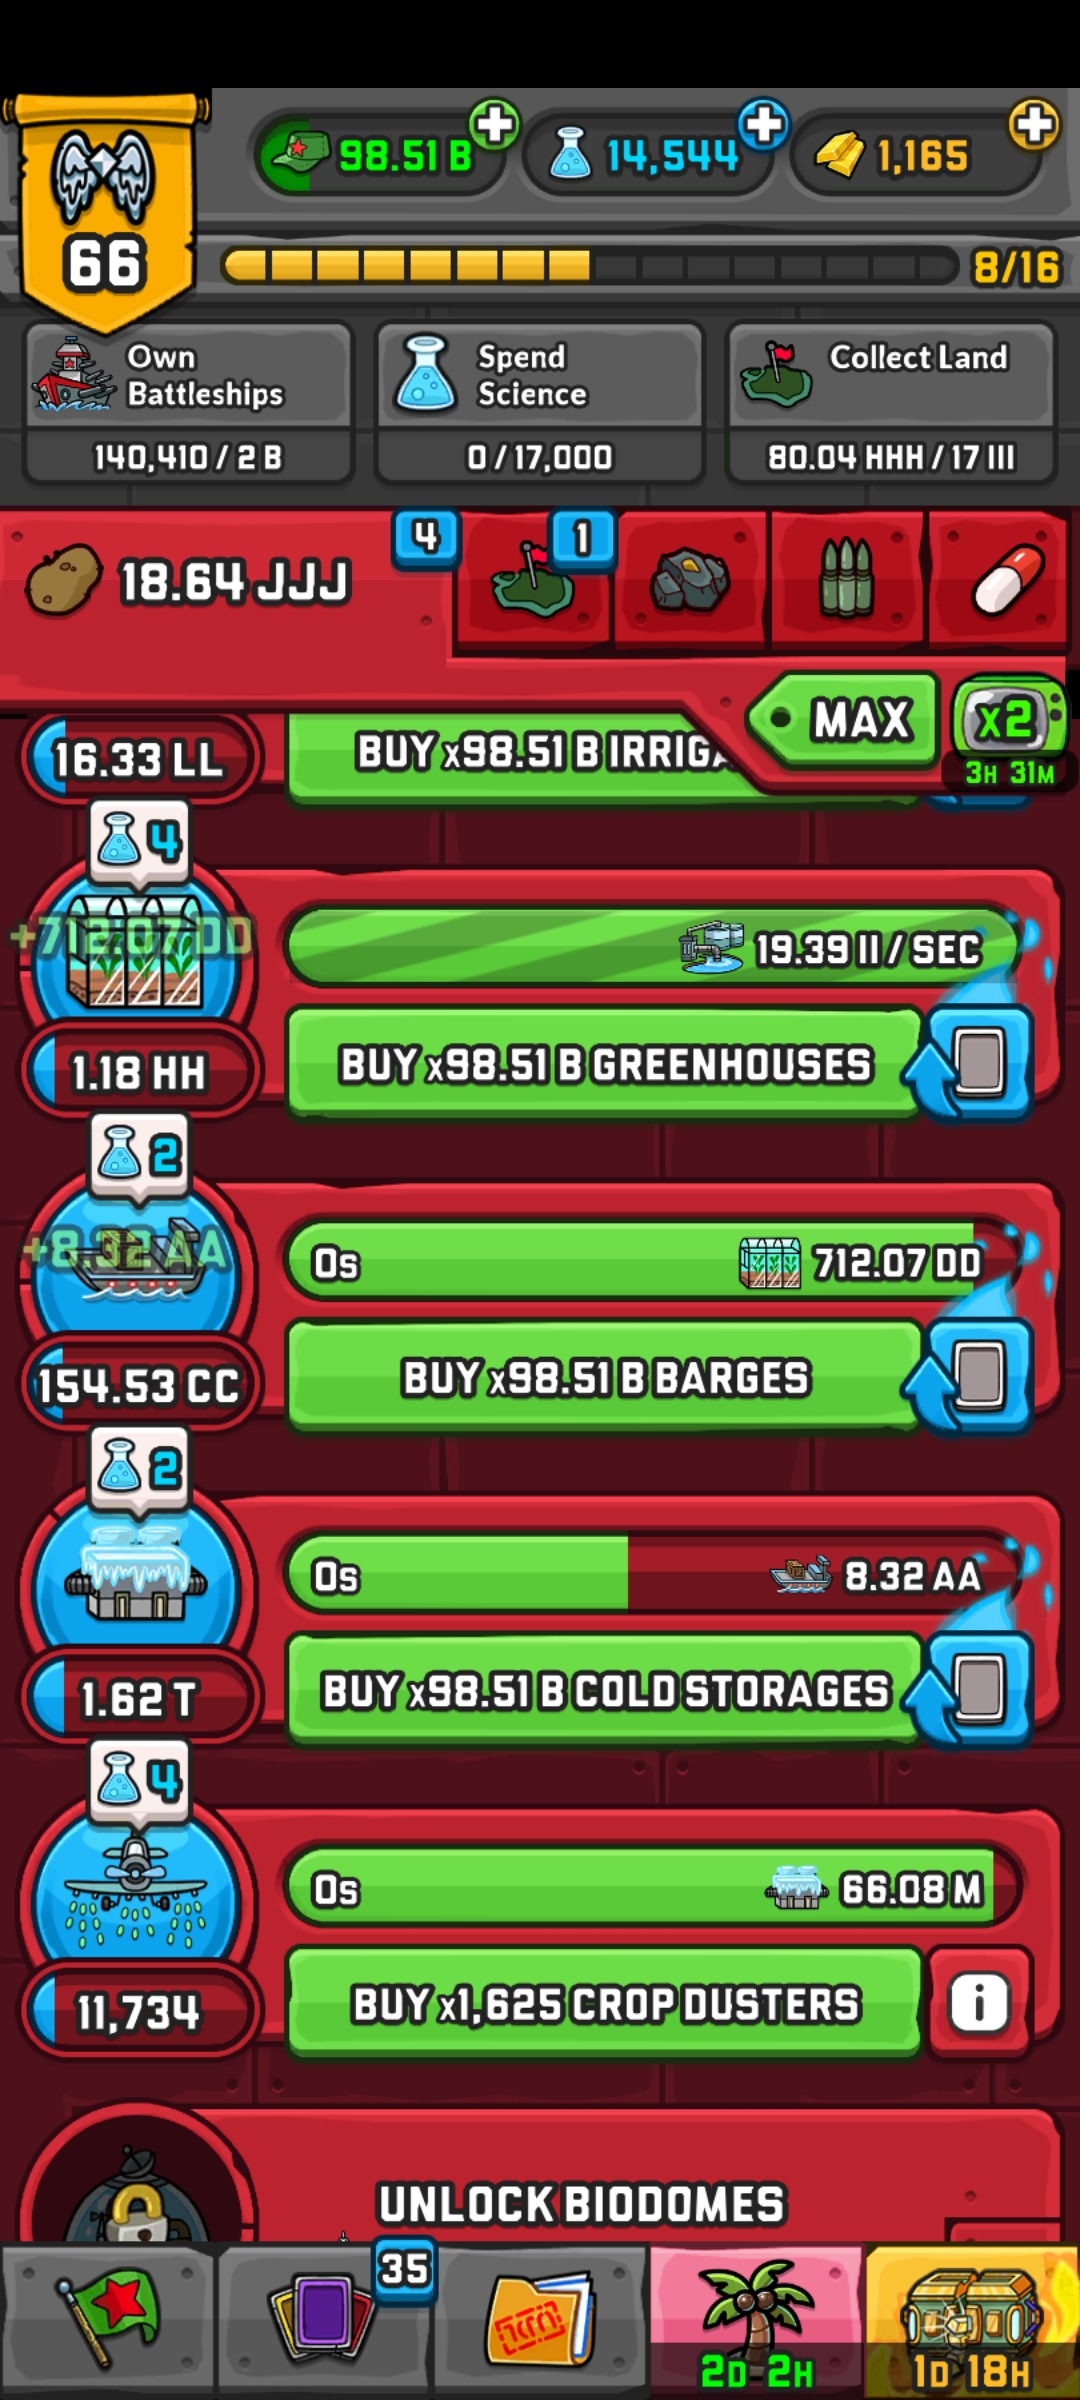 98.51 B
14,544
1,165
66
8/16
Own Battleships
140,410 / 2 B
Spend Science
0 / 17,000
Collect Land
80.04 HHH / 17 III
18.64 JJJ
4
1
MAX
x2
3H 31M
16.33 LL
BUY x98.51 B IRRIGA
4
+712.07 DD
19.39 II / SEC
1.18 HH
BUY x98.51 B GREENHOUSES
2
+8.32 AA
0s
712.07 DD
154.53 CC
BUY x98.51 B BARGES
2
0s
8.32 AA
1.62 T
BUY x98.51 B COLD STORAGES
4
0s
66.08 M
11,734
BUY x1,625 CROP DUSTERS
i
UNLOCK BIODOMES
35
2D 2H
1D 18H